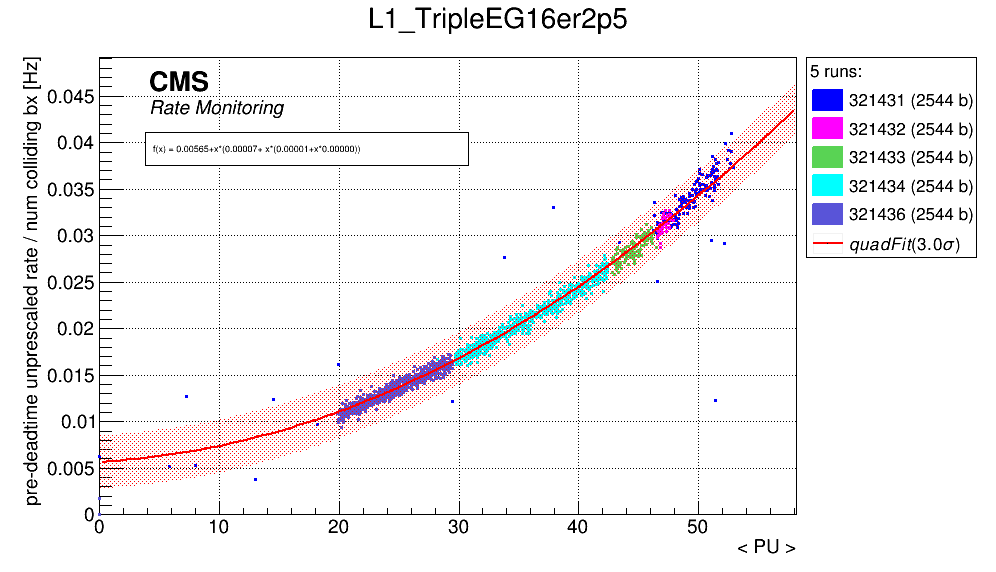 L1_TripleEG16er2p5
pre-deadtime unprescaled rate / num colliding bx [Hz]
CMS
Rate Monitoring
f(x) = 0.00565+x*(0.00007+ x*(0.00001+x*0.00000))
0.045
0.04
0.035
0.03
0.025
0.02
0.015
0.01
0.005
0
0 10 20 30 40 50
< PU >
5 runs:
321431 (2544 b)
321432 (2544 b)
321433 (2544 b)
321434 (2544 b)
321436 (2544 b)
quadFit(3.0σ)